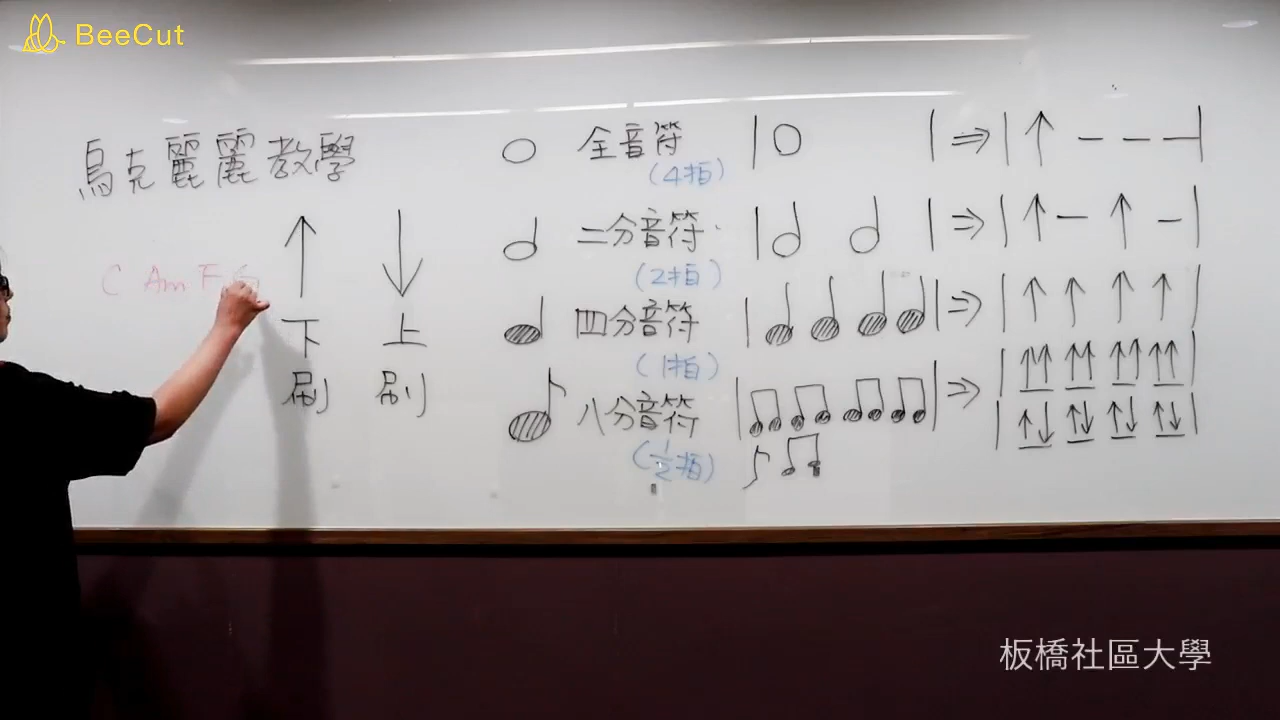 BeeCut
烏克麗麗教學
C Am F G
↑ ↓
下刷 上刷
全音符 (4拍) | | ⇒ | ↑ — — — |
二分音符 (2拍) | | ⇒ | ↑ — ↑ — |
四分音符 (1拍) | | ⇒ | ↑ ↑ ↑ ↑ |
八分音符 (1/2拍) | | ⇒ | ↑↑ ↑↑ ↑↑ ↑↑ |
| ↑↓ ↑↓ ↑↓ ↑↓ |
板橋社區大學